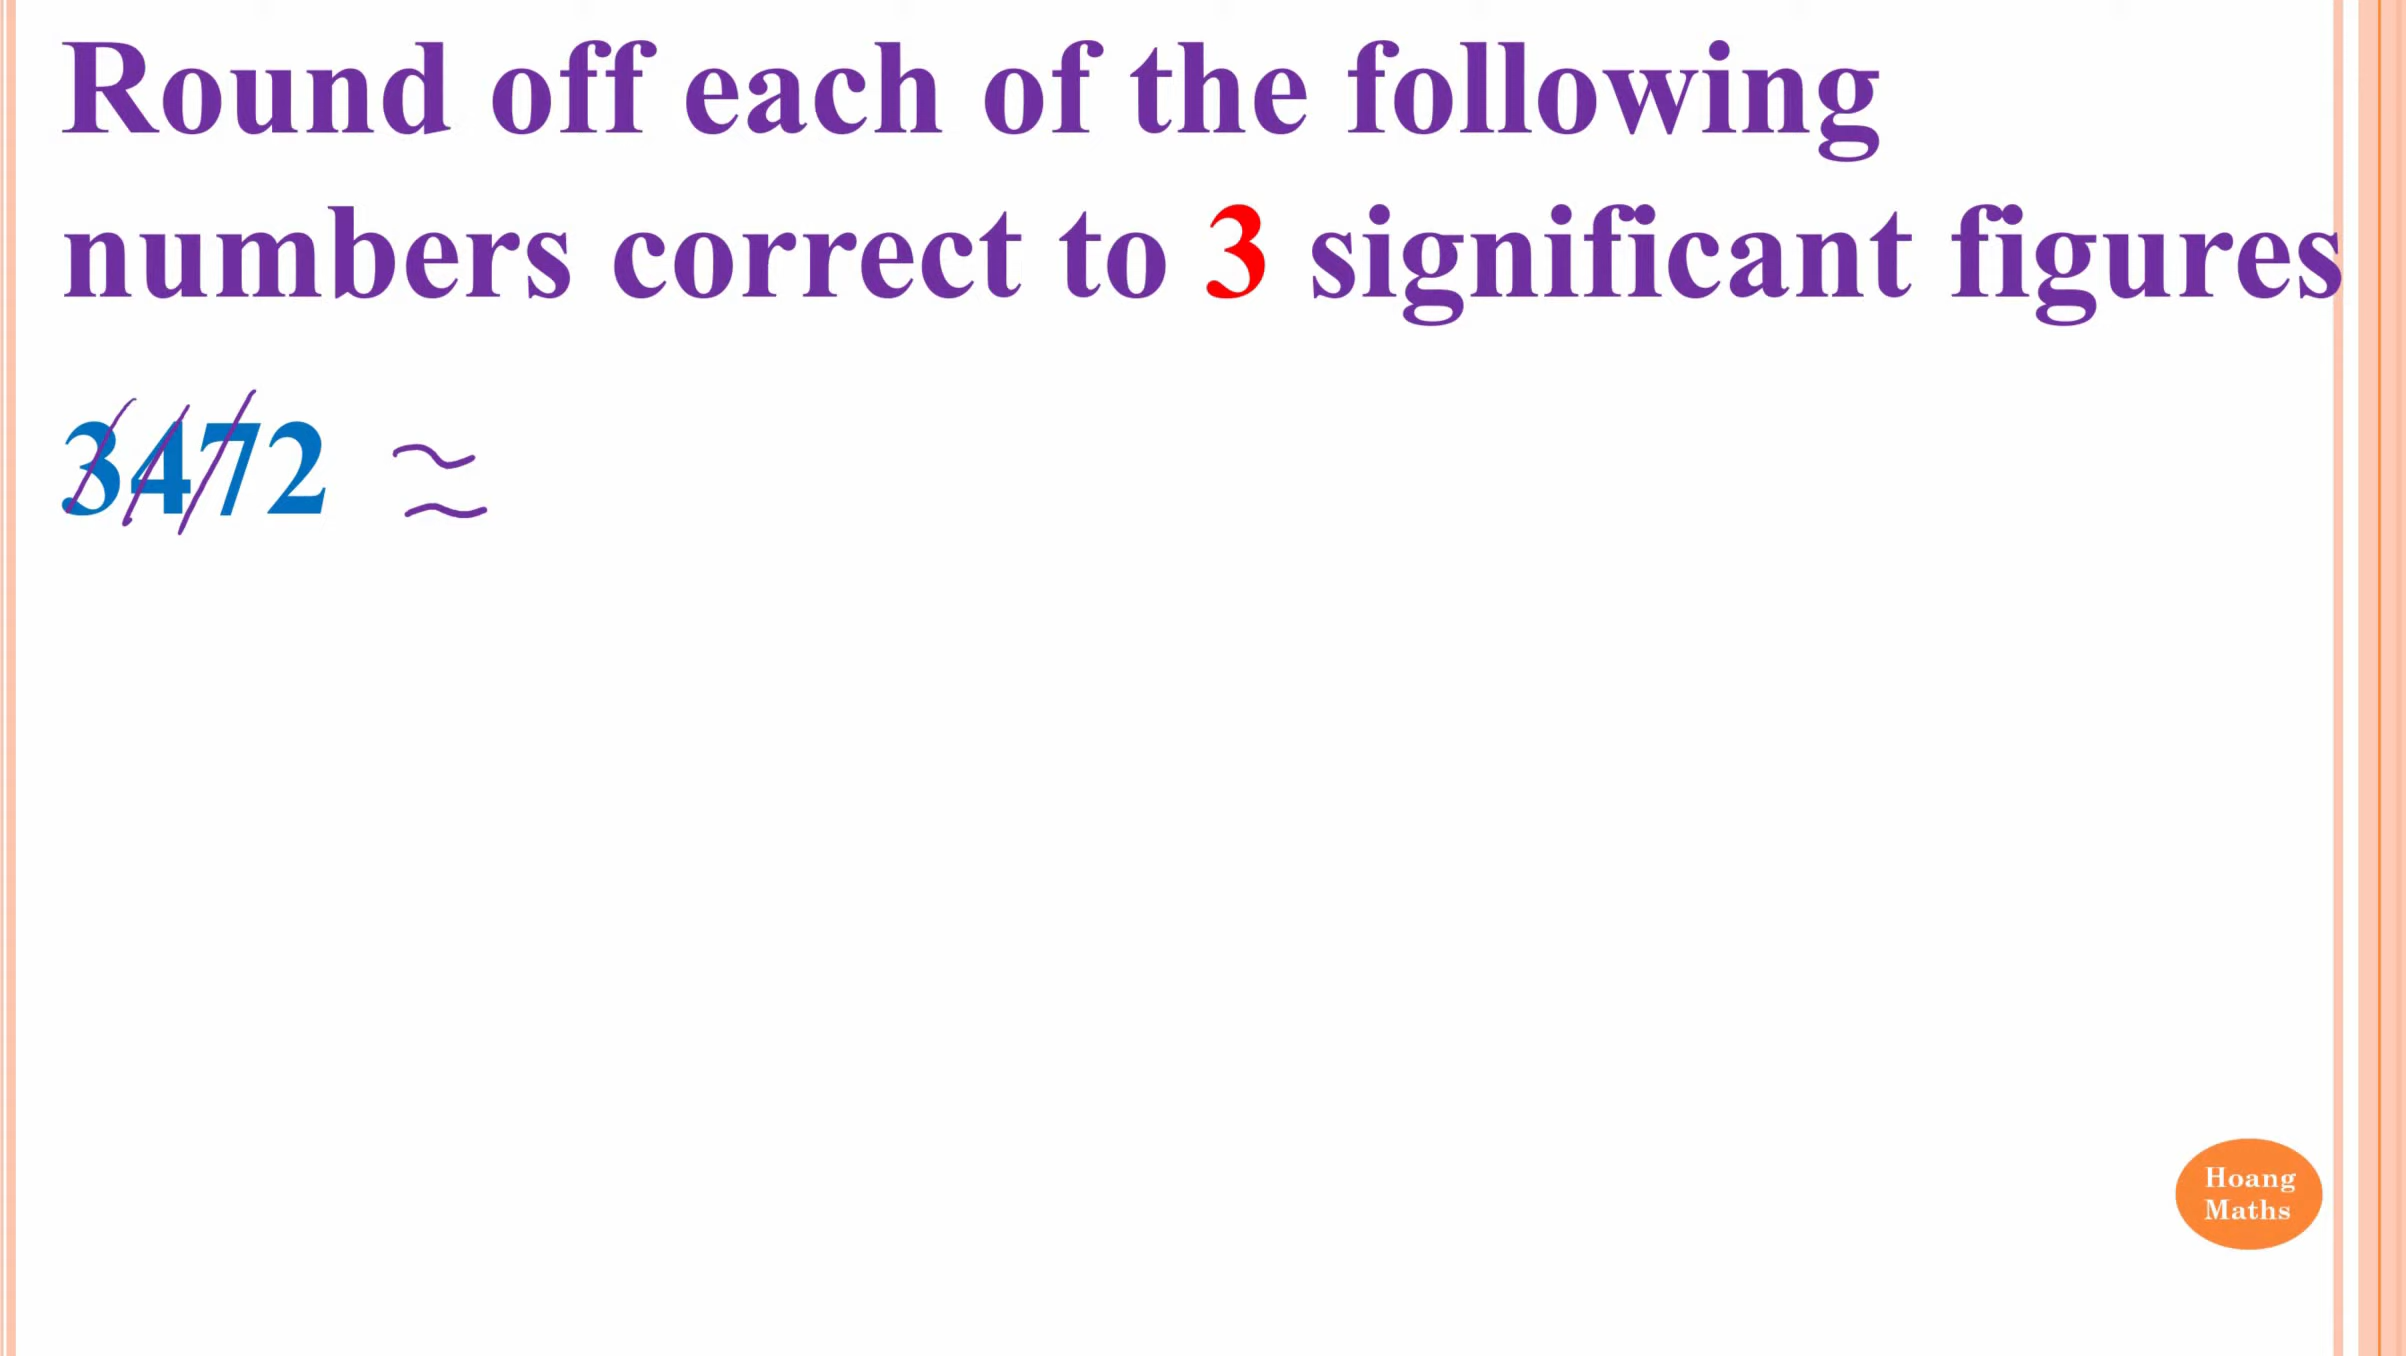 Round off each of the following
numbers correct to 3 significant figures
3472 ≈
Hoang
Maths